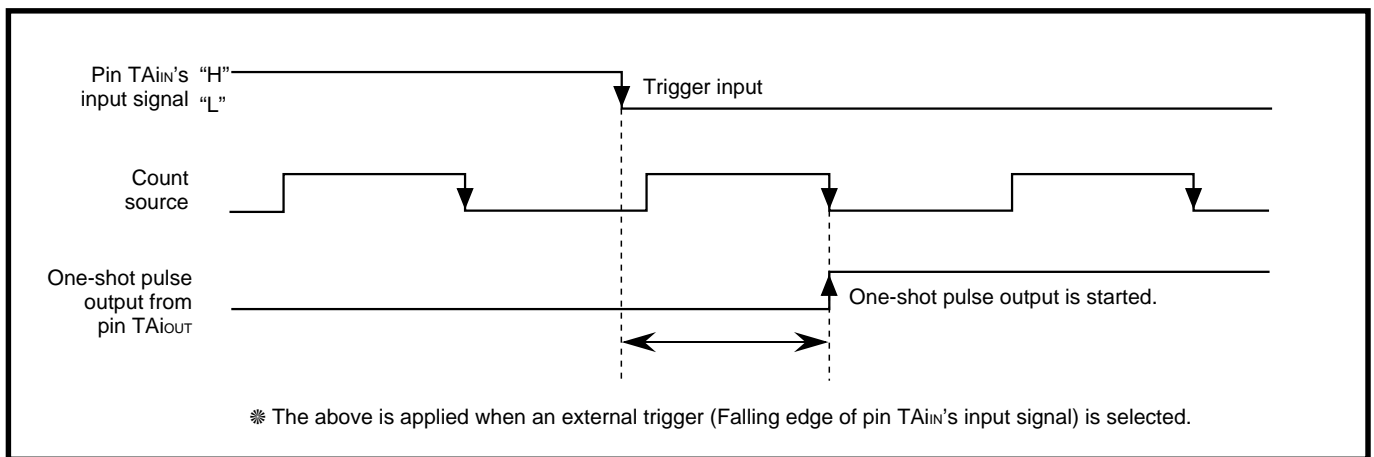 Pin TAiIN's "H"
input signal "L"
Trigger input
Count
source
One-shot pulse
output from
pin TAiOUT
One-shot pulse output is started.
❊ The above is applied when an external trigger (Falling edge of pin TAiIN's input signal) is selected.